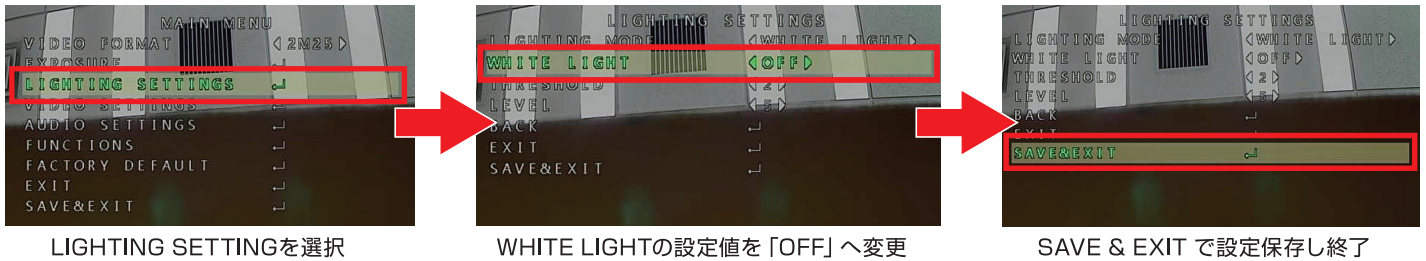 MAIN MENU
VIDEO FORMAT ◁ 2M25 ▷
EXPOSURE ↵
LIGHTING SETTINGS ↵
VIDEO SETTINGS ↵
AUDIO SETTINGS ↵
FUNCTIONS ↵
FACTORY DEFAULT ↵
EXIT ↵
SAVE&EXIT ↵
LIGHTING SETTINGを選択
LIGHTING SETTINGS
LIGHTING MODE ◁WHITE LIGHT▷
WHITE LIGHT ◁OFF▷
THRESHOLD ◁2▷
LEVEL ◁5▷
BACK ↵
EXIT ↵
SAVE&EXIT ↵
WHITE LIGHTの設定値を「OFF」へ変更
LIGHTING SETTINGS
LIGHTING MODE ◁WHITE LIGHT▷
WHITE LIGHT ◁OFF▷
THRESHOLD ◁2▷
LEVEL ◁5▷
BACK ↵
EXIT ↵
SAVE&EXIT ↵
SAVE & EXIT で設定保存し終了